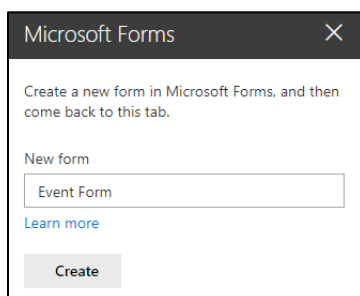 Microsoft Forms
Create a new form in Microsoft Forms, and then
come back to this tab.
New form
Event Form
Learn more
Create